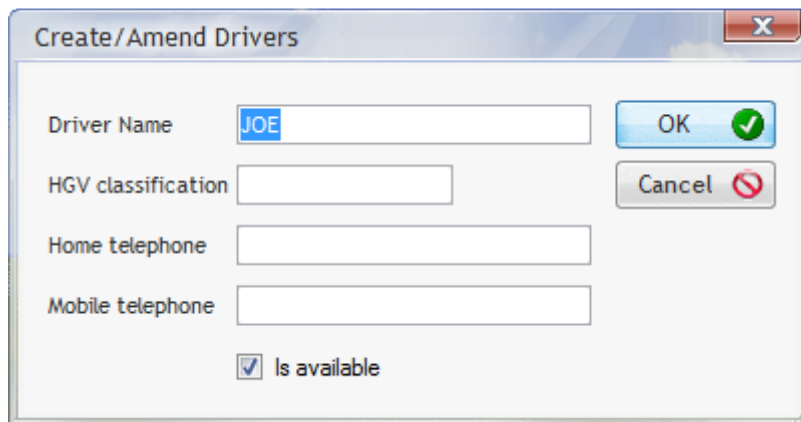 Create/Amend Drivers
Driver Name JOE OK
HGV classification Cancel
Home telephone
Mobile telephone
Is available